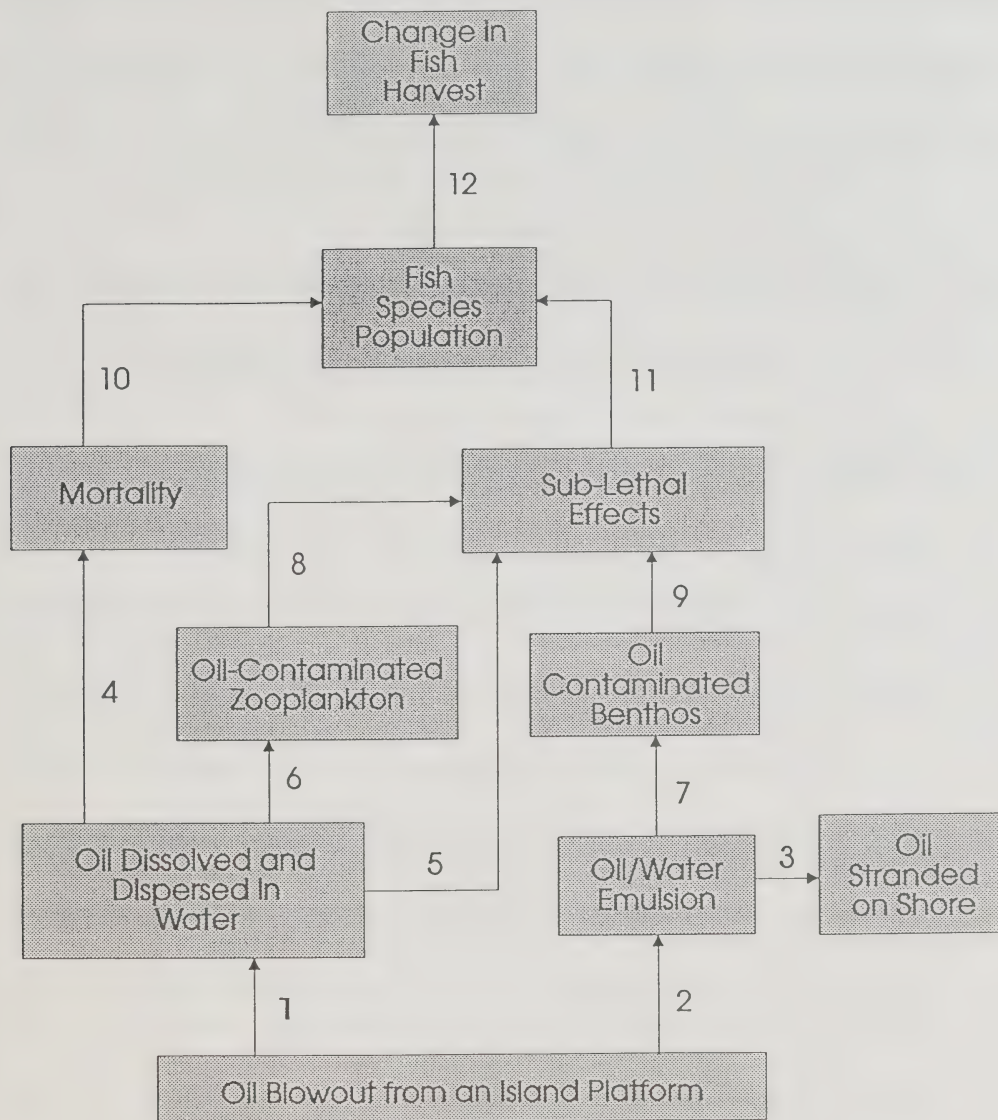 Change in
Fish
Harvest
12
Fish
Species
Population
10
11
Mortality
Sub-Lethal
Effects
8
9
Oil-Contaminated
Zooplankton
Oil
Contaminated
Benthos
4
6
7
Oil Dissolved and
Dispersed in
Water
5
Oil/Water
Emulsion
3
Oil
Stranded
on Shore
1
2
Oil Blowout from an Island Platform